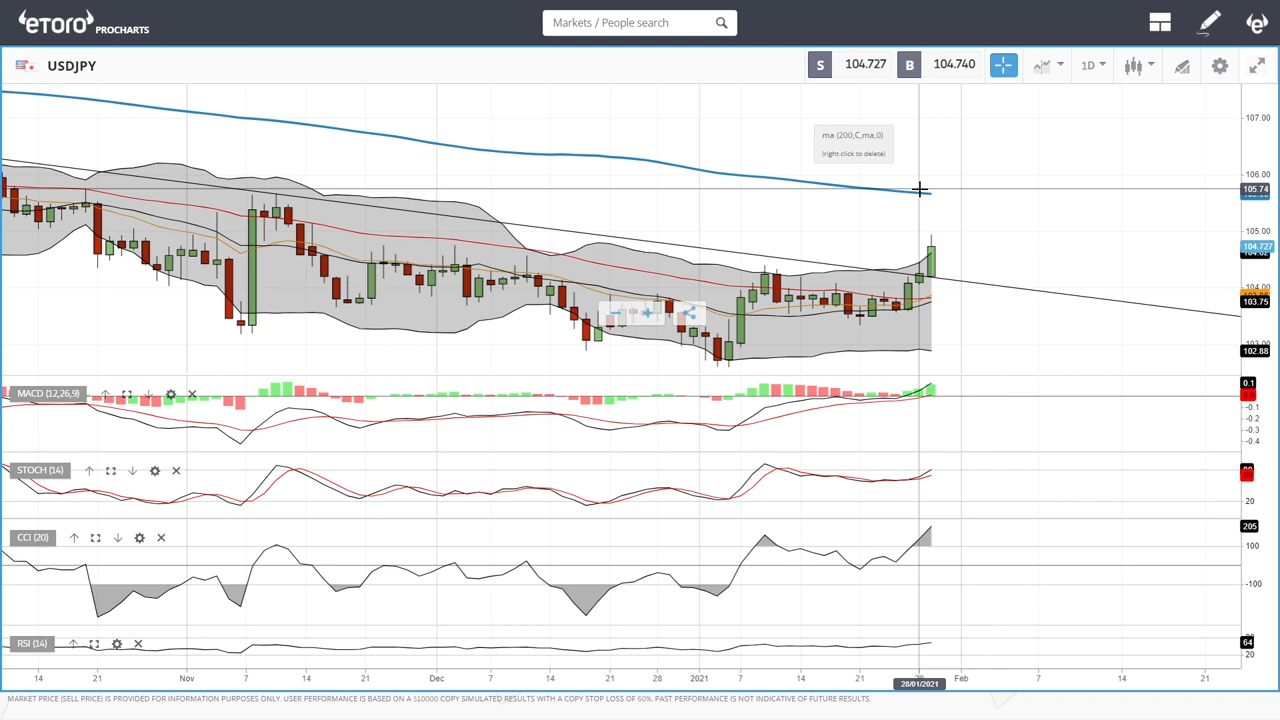 eToro PROCHARTS
Markets / People search
USDJPY
S 104.727 B 104.740
1D
ma (200,C,ma,0)
(right-click to delete)
107.00
106.00
105.74
105.00
104.727
104.00
103.75
102.88
MACD (12,26,9)
0.1
-0.1
-0.2
-0.3
-0.4
STOCH (14)
20
CCI (20)
205
100
-100
RSI (14)
64
20
14 21 Nov 7 14 21 Dec 7 14 21 28 2021 7 14 21 Feb 7 14 21
28/01/2021
MARKET PRICE (SELL PRICE) IS PROVIDED FOR INFORMATION PURPOSES ONLY. USER PERFORMANCE IS BASED ON A $10000 COPY SIMULATED RESULTS WITH A COPY STOP LOSS OF 60%. PAST PERFORMANCE IS NOT INDICATIVE OF FUTURE RESULTS.